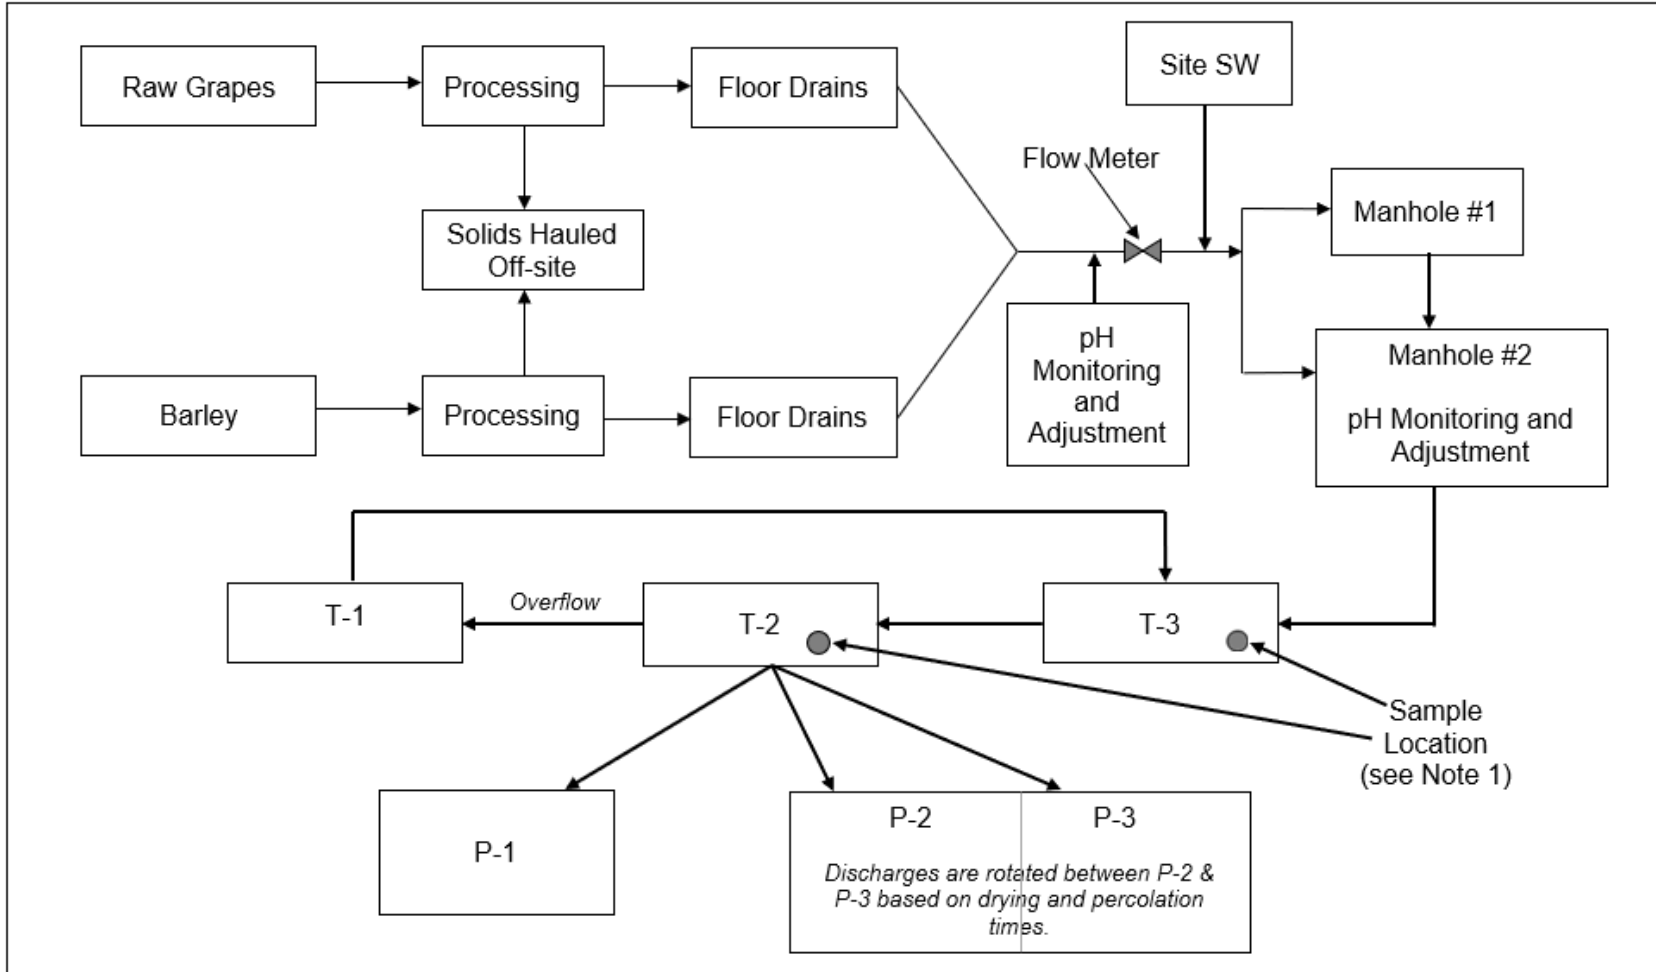 Raw Grapes
Processing
Floor Drains
Site SW
Flow Meter
Manhole #1
Solids Hauled
Off-site
pH
Monitoring
and
Adjustment
Manhole #2
pH Monitoring and
Adjustment
Barley
Processing
Floor Drains
T-1
Overflow
T-2
T-3
Sample
Location
(see Note 1)
P-1
P-2
P-3
Discharges are rotated between P-2 &
P-3 based on drying and percolation
times.